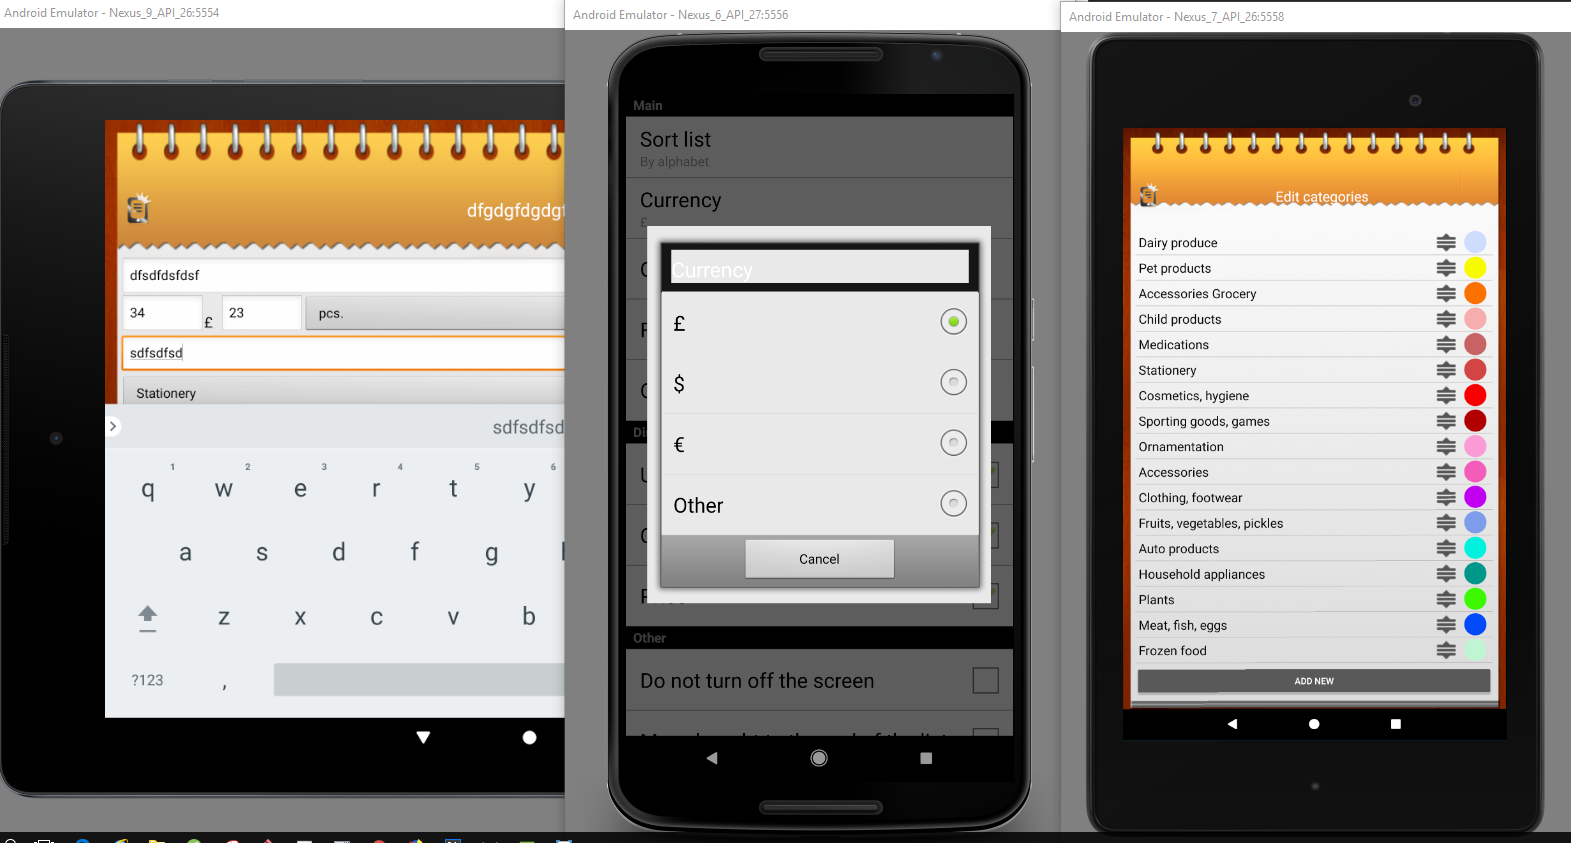 Android Emulator - Nexus_9_API_26:5554
dfgdgfdgdgf
dfsdfdsfdsf
34
£
23
pcs.
sdfsdfsd
Stationery
sdfsdfsd
1 2 3 4 5 6
q w e r t y
a s d f g
z x c v b
?123 ,
Android Emulator - Nexus_6_API_27:5556
Main
Sort list
By alphabet
Currency
£
Currency
£
$
€
Other
Cancel
Other
Do not turn off the screen
Android Emulator - Nexus_7_API_26:5558
Edit categories
Dairy produce
Pet products
Accessories Grocery
Child products
Medications
Stationery
Cosmetics, hygiene
Sporting goods, games
Ornamentation
Accessories
Clothing, footwear
Fruits, vegetables, pickles
Auto products
Household appliances
Plants
Meat, fish, eggs
Frozen food
ADD NEW